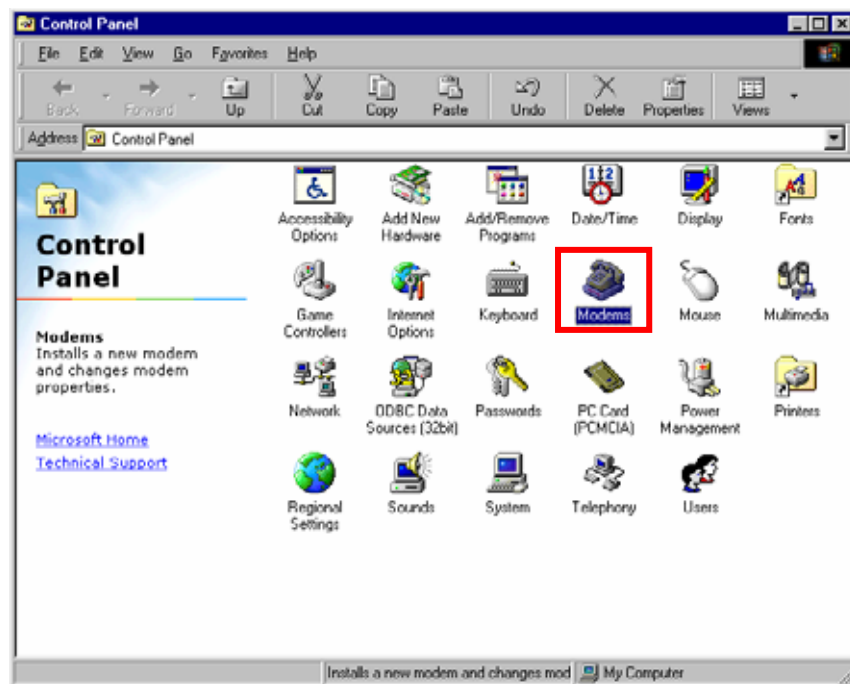 Control Panel
File Edit View Go Favorites Help
Back Forward Up Cut Copy Paste Undo Delete Properties Views
Address Control Panel
Control
Panel
Modems
Installs a new modem
and changes modem
properties.
Microsoft Home
Technical Support
Accessibility Options
Add New Hardware
Add/Remove Programs
12
Date/Time
Display
Fonts
Game Controllers
Internet Options
Keyboard
Modems
Mouse
Multimedia
Network
ODBC Data Sources (32bit)
Passwords
PC Card (PCMCIA)
Power Management
Printers
Regional Settings
Sounds
System
Telephony
Users
Installs a new modem and changes mod My Computer